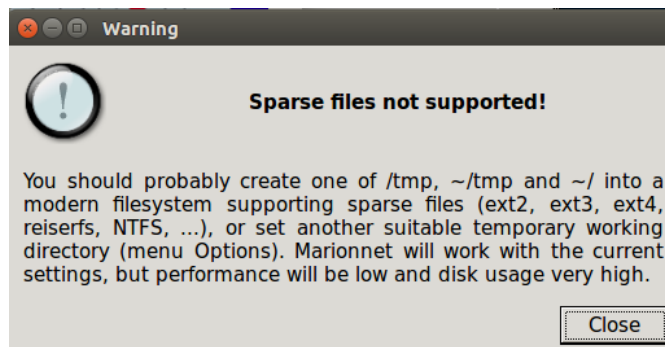 Warning
Sparse files not supported!
You should probably create one of /tmp, ~/tmp and ~/ into a
modern filesystem supporting sparse files (ext2, ext3, ext4,
reiserfs, NTFS, ...), or set another suitable temporary working
directory (menu Options). Marionnet will work with the current
settings, but performance will be low and disk usage very high.
Close